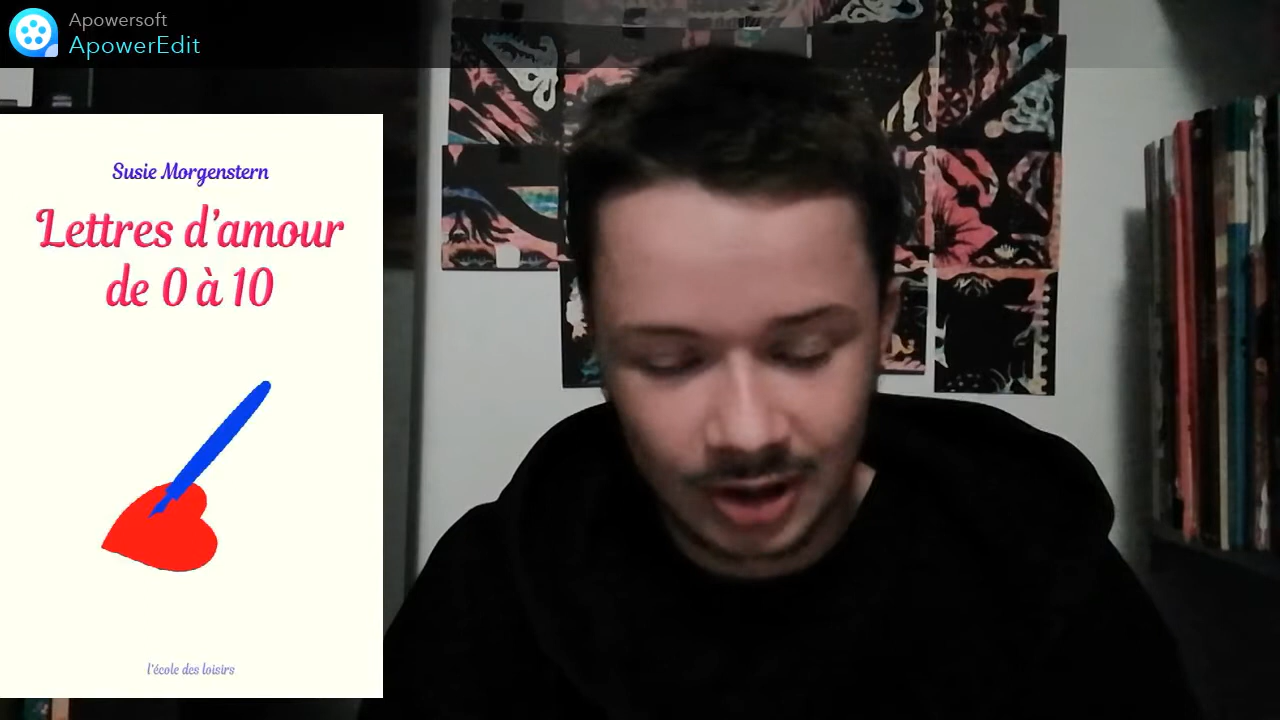 Apowersoft
ApowerEdit
Susie Morgenstern
Lettres d'amour
de 0 à 10
l'école des loisirs